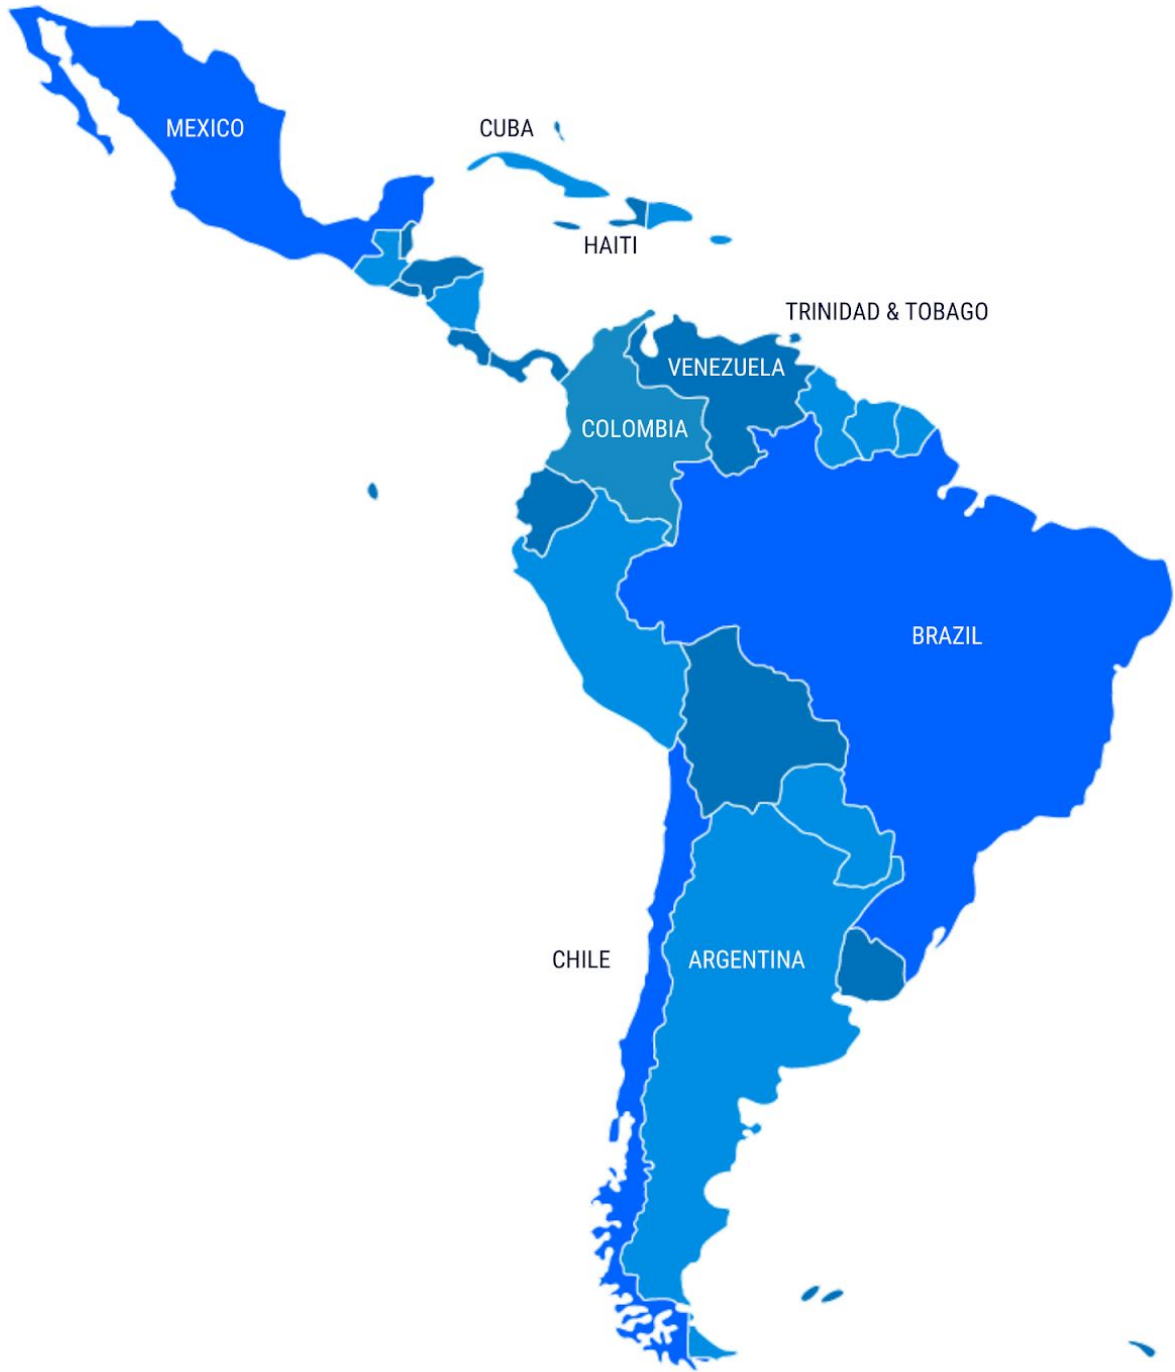 MEXICO
CUBA
HAITI
TRINIDAD & TOBAGO
VENEZUELA
COLOMBIA
BRAZIL
CHILE
ARGENTINA